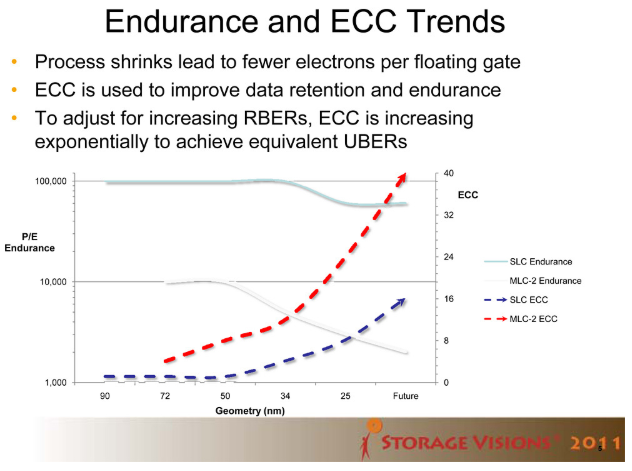 Endurance and ECC Trends
• Process shrinks lead to fewer electrons per floating gate
• ECC is used to improve data retention and endurance
• To adjust for increasing RBERs, ECC is increasing
exponentially to achieve equivalent UBERs
100,000
10,000
1,000
P/E
Endurance
40
32
24
16
8
0
ECC
SLC Endurance
MLC-2 Endurance
SLC ECC
MLC-2 ECC
90 72 50 34 25 Future
Geometry (nm)
STORAGE VISIONS 2011